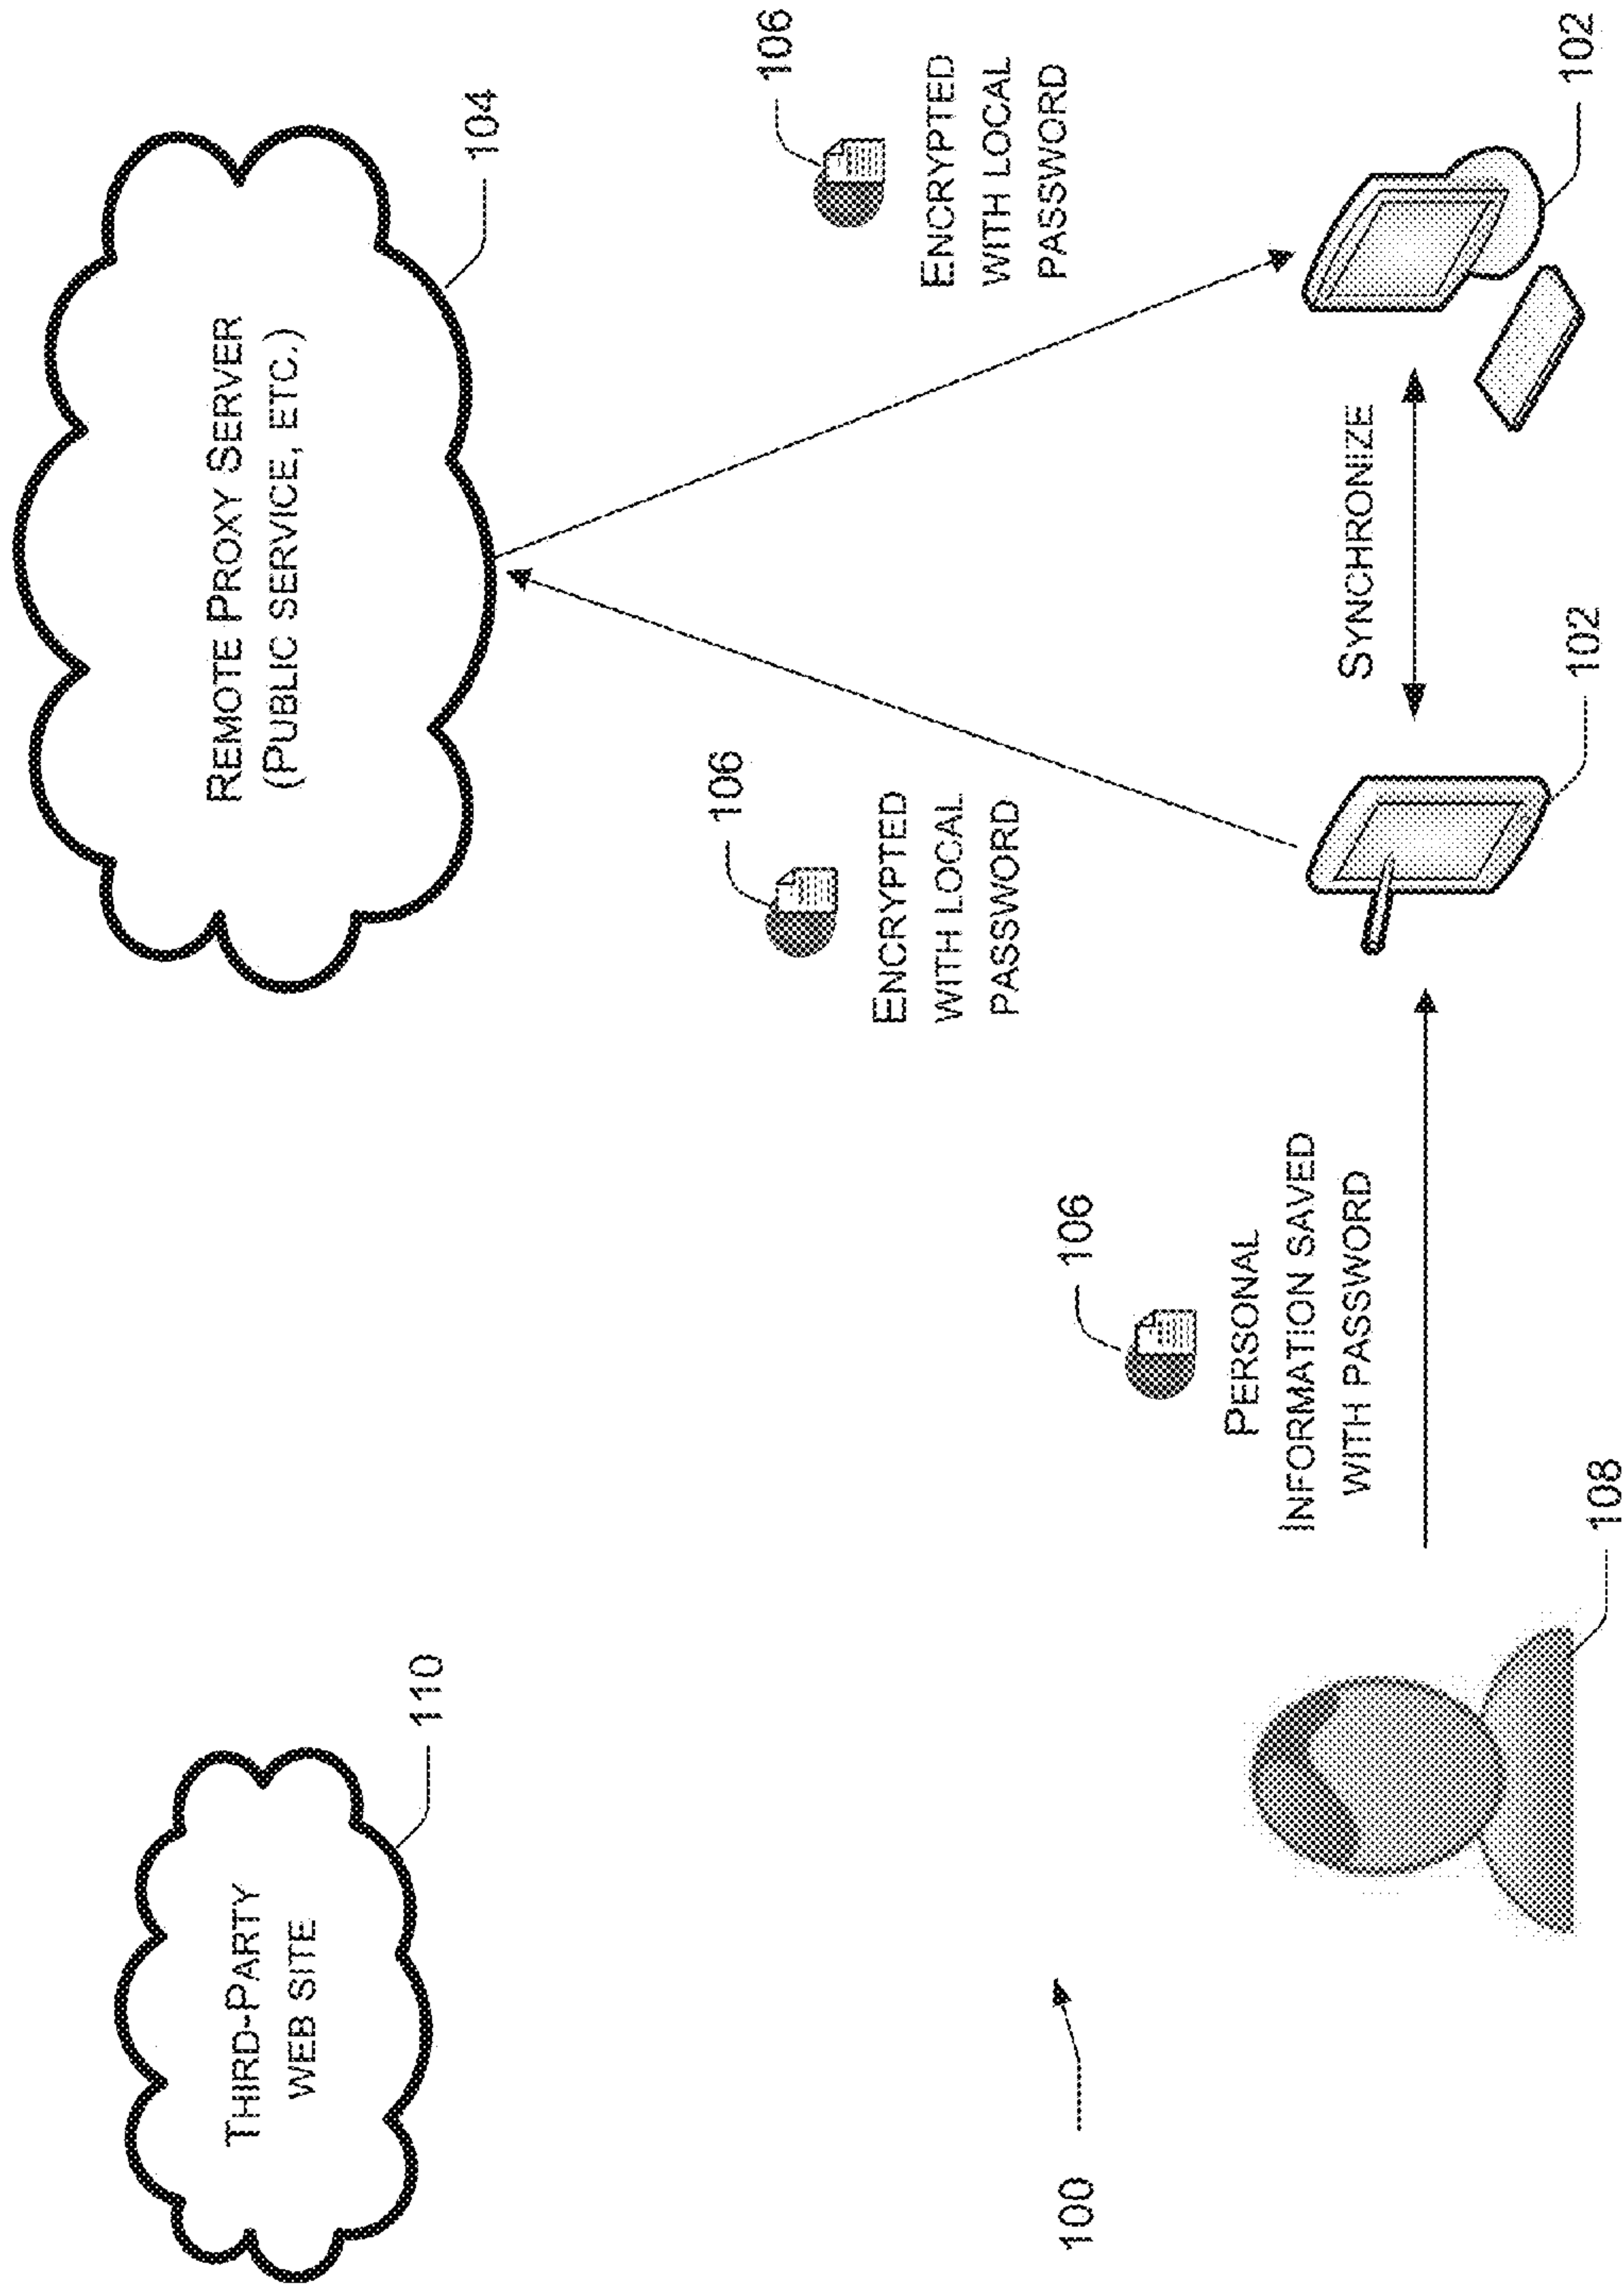 THIRD-PARTY
WEB SITE
110
REMOTE PROXY SERVER
(PUBLIC SERVICE, ETC.)
104
106
ENCRYPTED
WITH LOCAL
PASSWORD
106
ENCRYPTED
WITH LOCAL
PASSWORD
100
106
PERSONAL
INFORMATION SAVED
WITH PASSWORD
SYNCHRONIZE
108
102
102